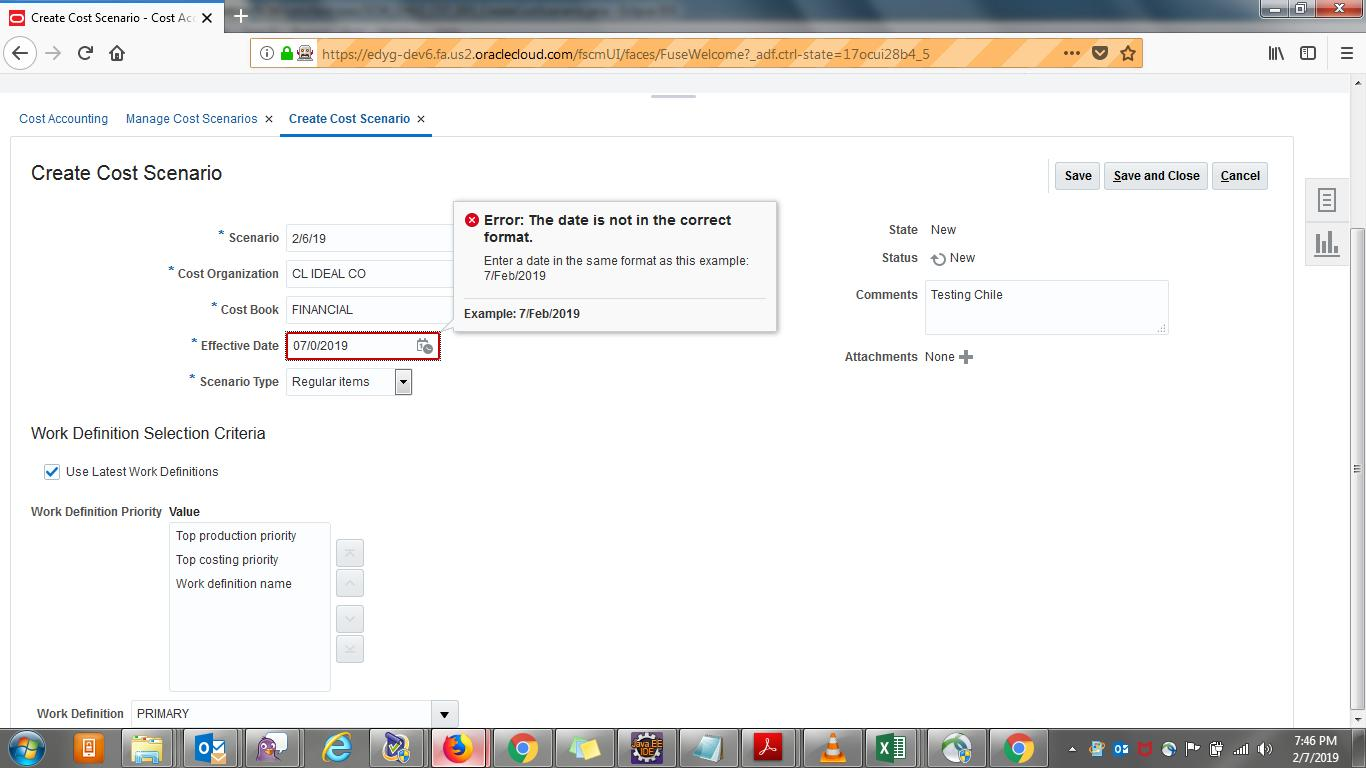 Create Cost Scenario - Cost Acc
https://edyg-dev6.fa.us2.oraclecloud.com/fscmUI/faces/FuseWelcome?_adf.ctrl-state=17ocui28b4_5
Cost Accounting Manage Cost Scenarios × Create Cost Scenario ×
Create Cost Scenario
Save Save and Close Cancel
* Scenario 2/6/19
* Cost Organization CL IDEAL CO
* Cost Book FINANCIAL
* Effective Date 07/0/2019
* Scenario Type Regular items
Error: The date is not in the correct
format.
Enter a date in the same format as this example:
7/Feb/2019
Example: 7/Feb/2019
State New
Status New
Comments Testing Chile
Attachments None
Work Definition Selection Criteria
Use Latest Work Definitions
Work Definition Priority Value
Top production priority
Top costing priority
Work definition name
Work Definition PRIMARY
Java EE
IDE
7:46 PM
2/7/2019